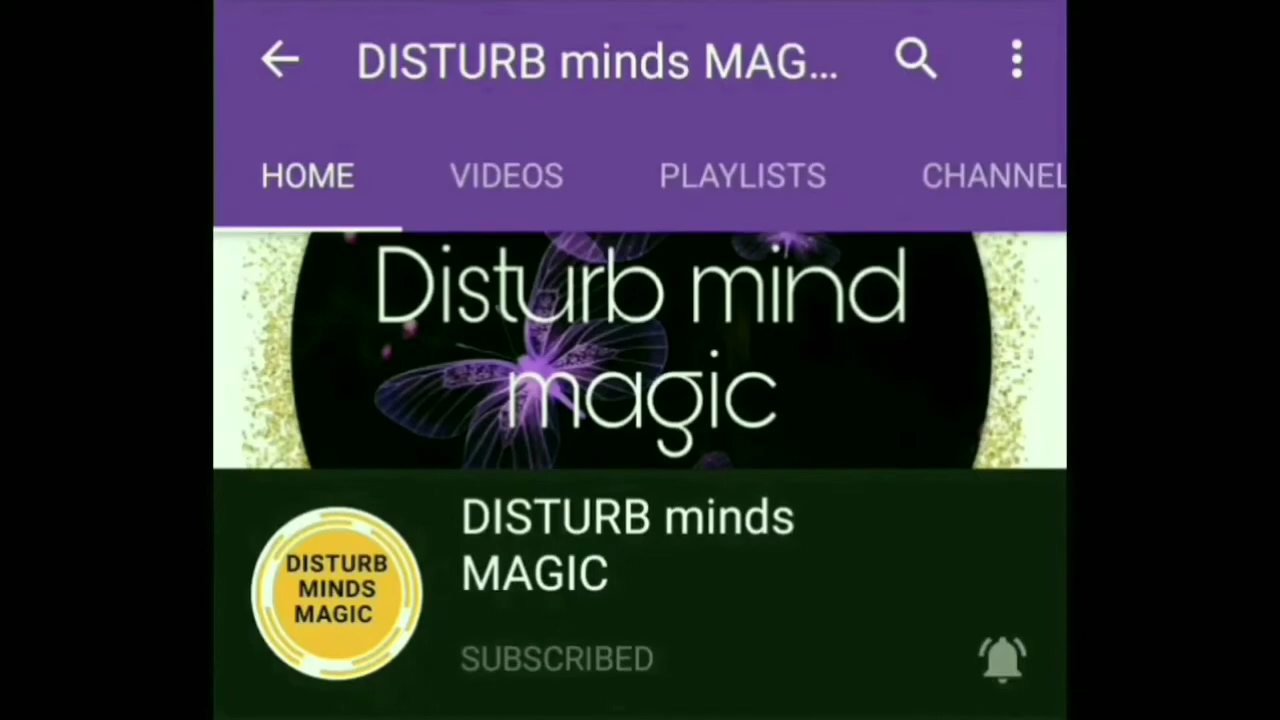 DISTURB minds MAG...
HOME VIDEOS PLAYLISTS CHANNEL
Disturb mind
magic
DISTURB
MINDS
MAGIC
DISTURB minds
MAGIC
SUBSCRIBED